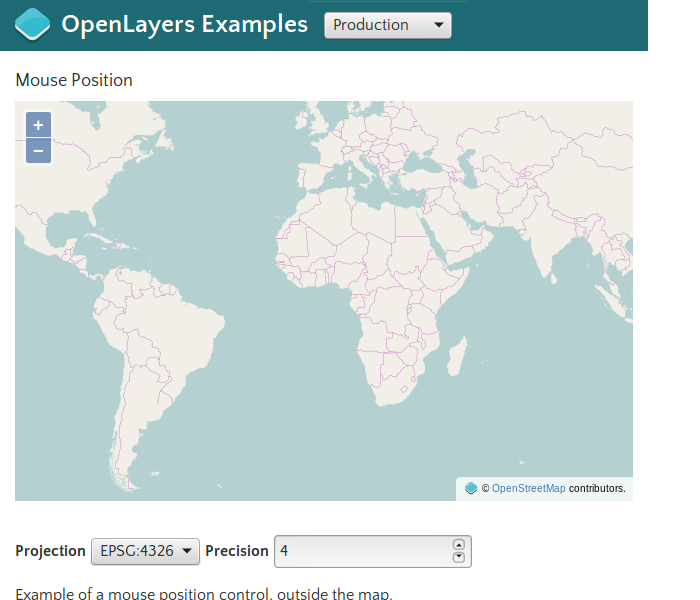 OpenLayers Examples Production
Mouse Position
+
−
© OpenStreetMap contributors.
Projection EPSG:4326 Precision 4
Example of a mouse position control, outside the map.